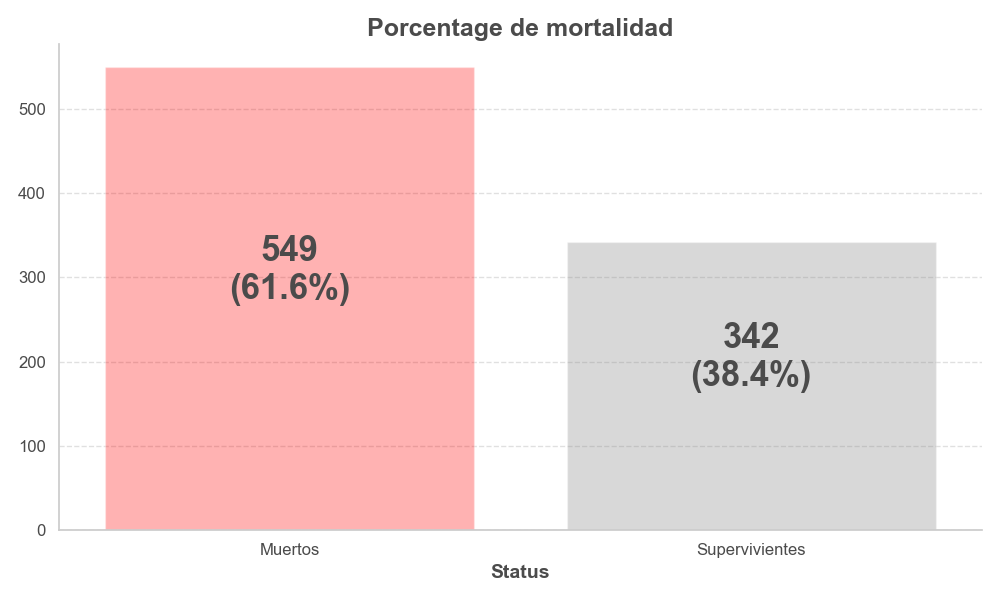 Porcentage de mortalidad
500
400
300
200
100
0
549
(61.6%)
342
(38.4%)
Muertos
Supervivientes
Status